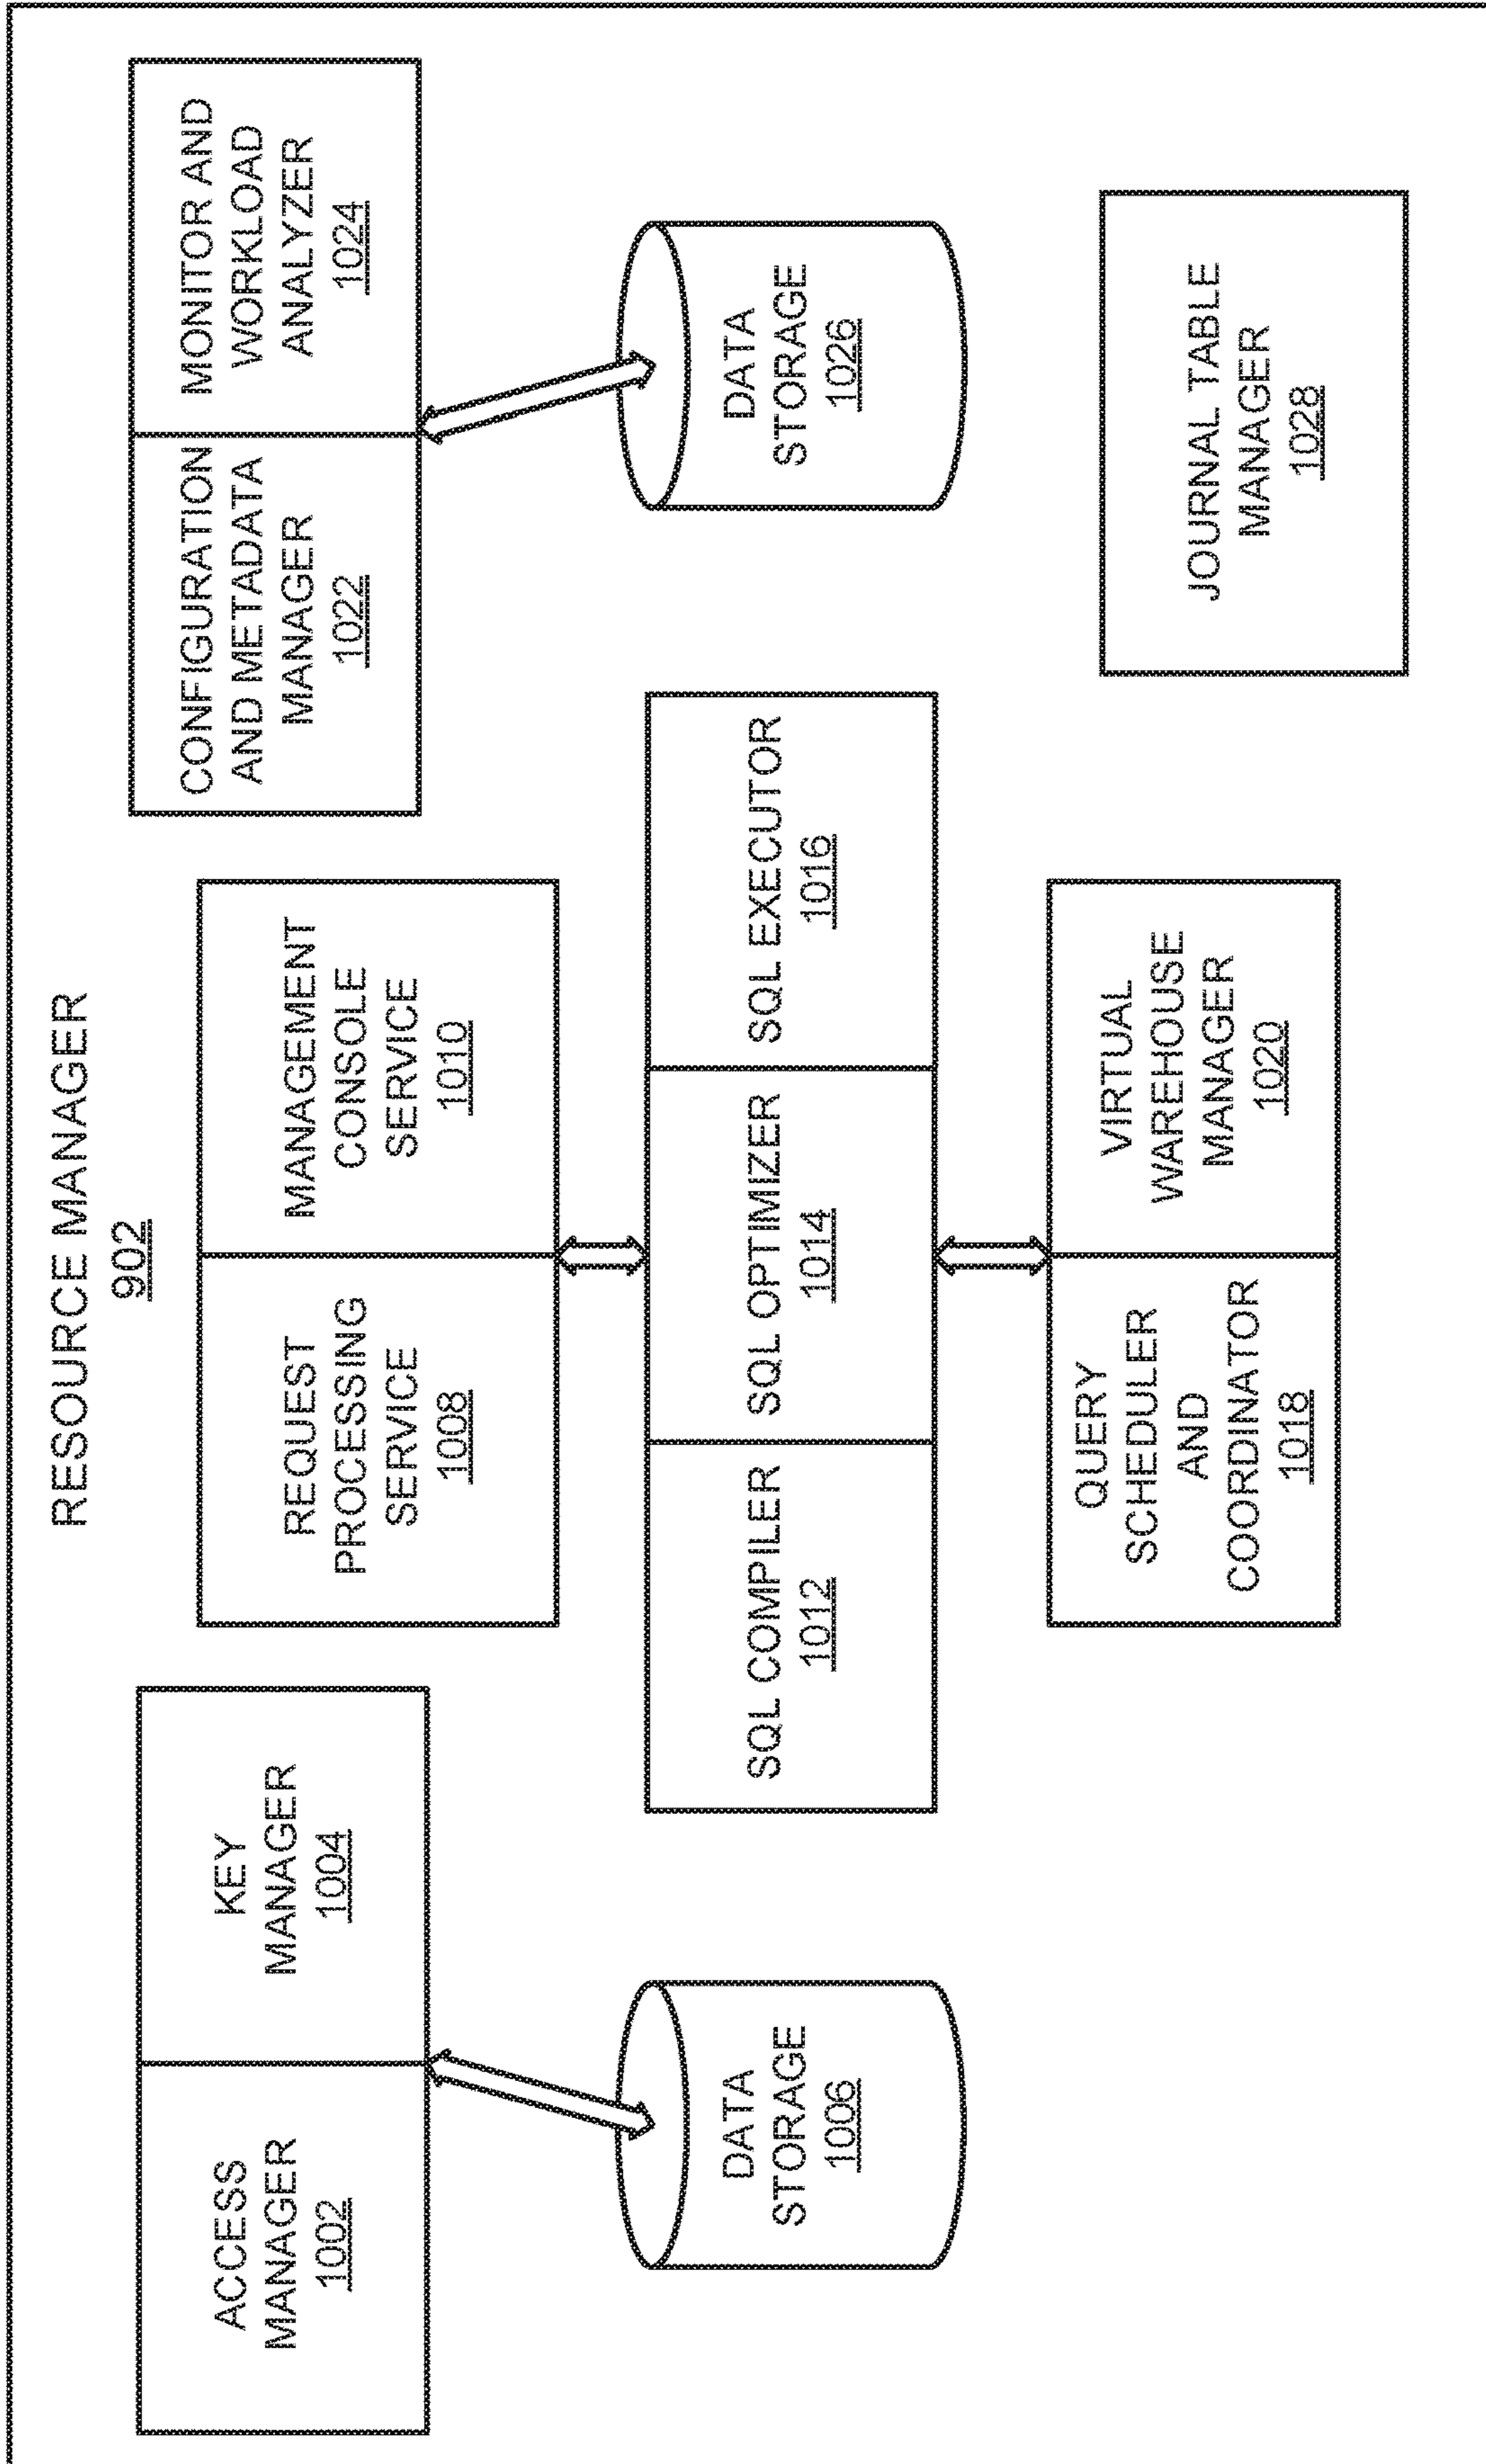 RESOURCE MANAGER
902
ACCESS
MANAGER
1002
KEY
MANAGER
1004
DATA
STORAGE
1006
REQUEST
PROCESSING
SERVICE
1008
MANAGEMENT
CONSOLE
SERVICE
1010
SQL COMPILER
1012
SQL OPTIMIZER
1014
SQL EXECUTOR
1016
QUERY
SCHEDULER
AND
COORDINATOR
1018
VIRTUAL
WAREHOUSE
MANAGER
1020
CONFIGURATION
AND METADATA
MANAGER
1022
MONITOR AND
WORKLOAD
ANALYZER
1024
DATA
STORAGE
1026
JOURNAL TABLE
MANAGER
1028